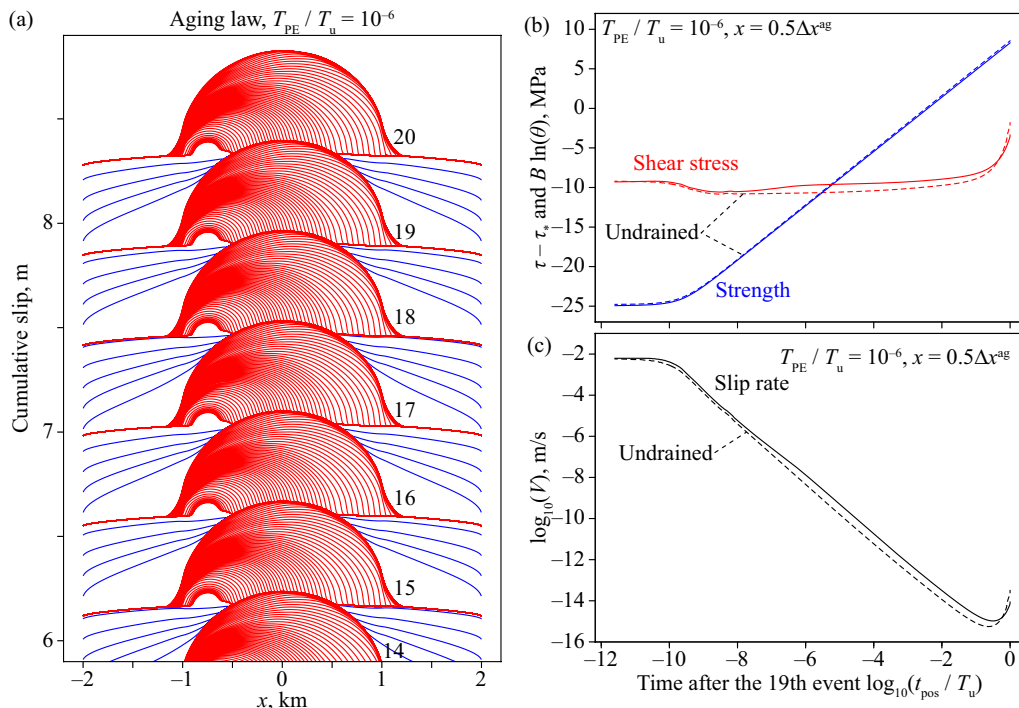 (a)
Aging law, T_PE / T_u = 10^−6
Cumulative slip, m
8
7
6
20
19
18
17
16
15
14
−2
−1
0
1
2
x, km
(b)
T_PE / T_u = 10^−6, x = 0.5Δx^ag
τ − τ_* and B ln(θ), MPa
10
5
0
−5
−10
−15
−20
−25
Shear stress
Undrained
Strength
(c)
T_PE / T_u = 10^−6, x = 0.5Δx^ag
log_10(V), m/s
−2
−4
−6
−8
−10
−12
−14
−16
Slip rate
Undrained
−12
−10
−8
−6
−4
−2
0
Time after the 19th event log_10(t_pos / T_u)